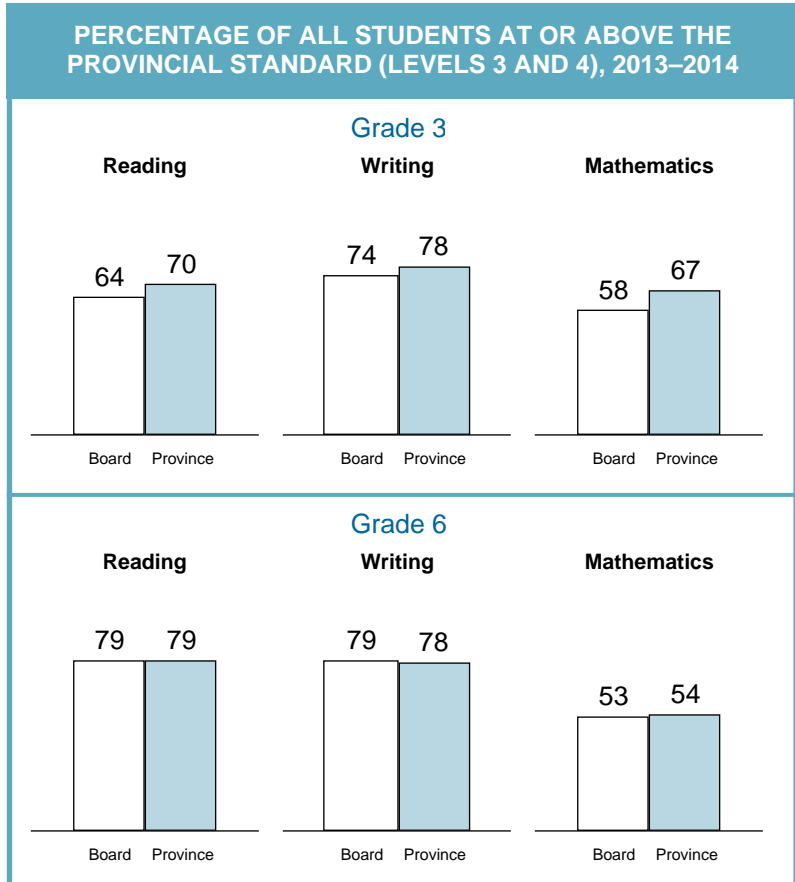 PERCENTAGE OF ALL STUDENTS AT OR ABOVE THE
PROVINCIAL STANDARD (LEVELS 3 AND 4), 2013–2014
Grade 3
Reading Writing Mathematics
64 70 74 78 58 67
Board Province Board Province Board Province
Grade 6
Reading Writing Mathematics
79 79 79 78 53 54
Board Province Board Province Board Province